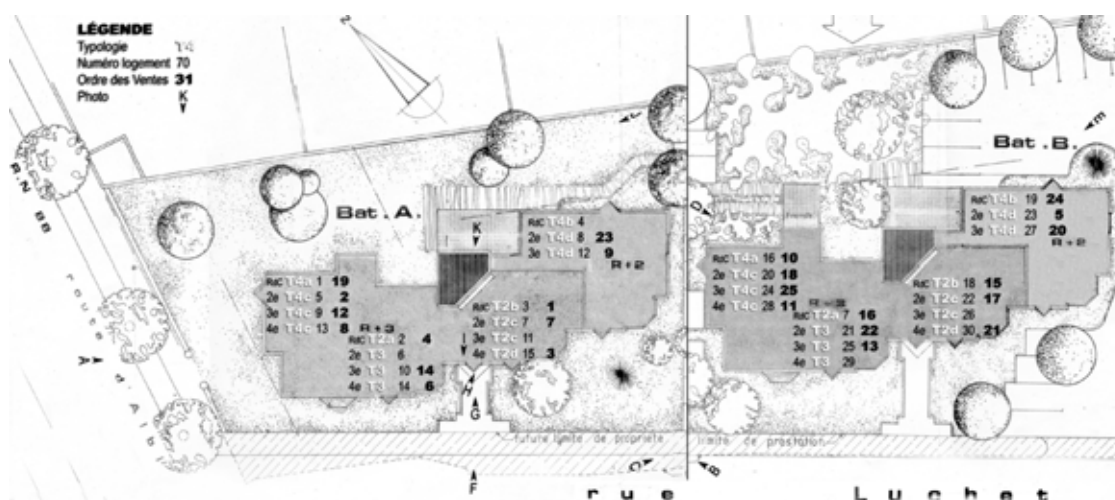 LÉGENDE
Typologie T4
Numéro logement 70
Ordre des Ventes 31
Photo K
N
L
E
R.N 88
route d'Alb
A
Bat. A.
K
RdC T4b 4
2e T4d 8 23
3e T4d 12 9
R+2
RdC T4a 1 19
2e T4c 5 2
3e T4c 9 12
4e T4c 13 8 R+3
RdC T2a 2 4
2e T3 6
3e T3 10 14
4e T3 14 6
RdC T2b 3 1
2e T2c 7 7
3e T2c 11
4e T2d 15 3
I
H
G
F
future limite de propriété
C
rue
Bat. B.
D
RdC T4b 19 24
2e T4d 23 5
3e T4d 27 20
R+2
RdC T4a 16 10
2e T4c 20 18
3e T4c 24 25
4e T4c 28 11 R+3
RdC T2a 7 16
2e T3 21 22
3e T3 25 13
4e T3 29
RdC T2b 18 15
2e T2c 22 17
3e T2c 26
4e T2d 30 21
limite de prestation
B
Luchet